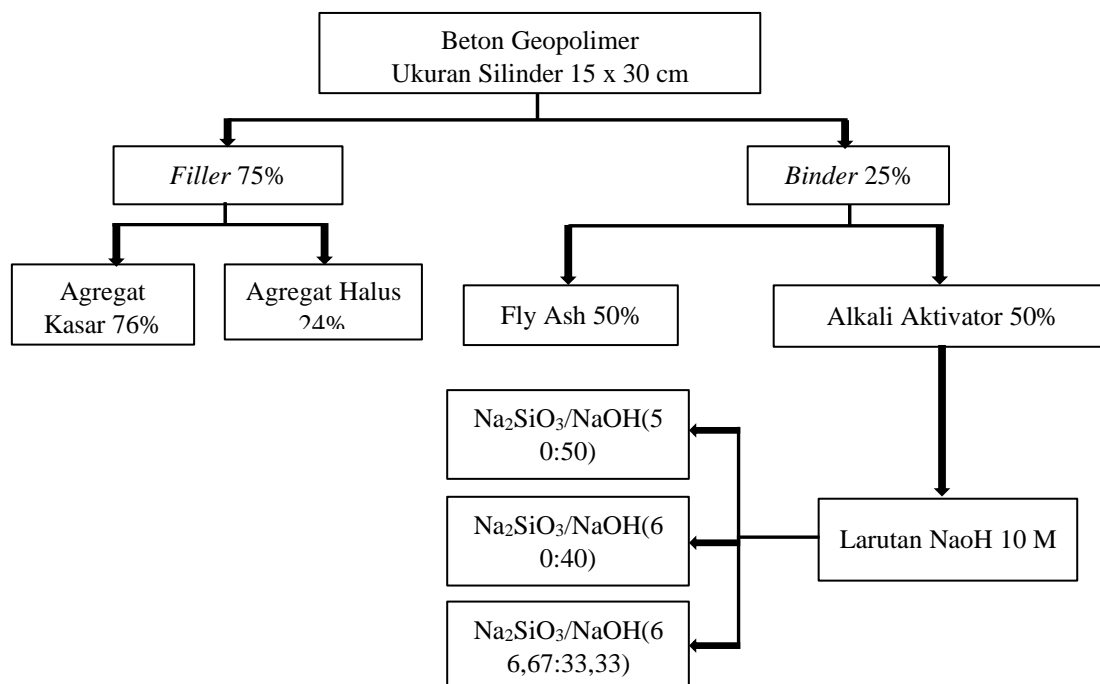 Beton Geopolimer
Ukuran Silinder 15 x 30 cm
Filler 75%
Binder 25%
Agregat
Kasar 76%
Agregat Halus
24%
Fly Ash 50%
Alkali Aktivator 50%
Na₂SiO₃/NaOH(5
0:50)
Na₂SiO₃/NaOH(6
0:40)
Larutan NaoH 10 M
Na₂SiO₃/NaOH(6
6,67:33,33)